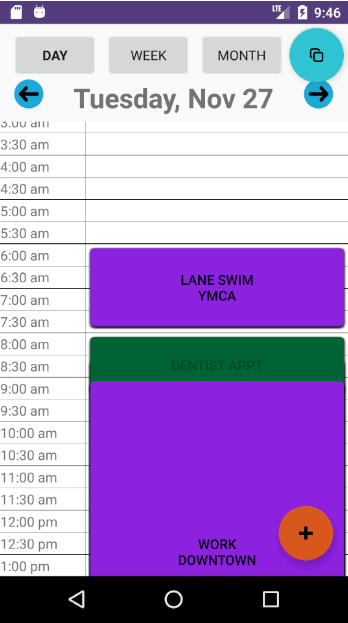 LTE 9:46
DAY WEEK MONTH
Tuesday, Nov 27
3:00 am
3:30 am
4:00 am
4:30 am
5:00 am
5:30 am
6:00 am
6:30 am
LANE SWIM
YMCA
7:00 am
7:30 am
8:00 am
8:30 am
DENTIST APPT
9:00 am
9:30 am
10:00 am
10:30 am
11:00 am
11:30 am
12:00 pm
12:30 pm
WORK
DOWNTOWN
1:00 pm